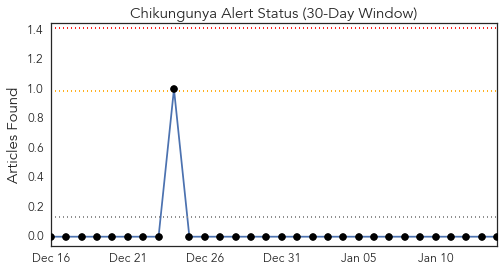 Chikungunya Alert Status (30-Day Window)
1.4
1.2
1.0
0.8
0.6
0.4
0.2
0.0
Articles Found
Dec 16 Dec 21 Dec 26 Dec 31 Jan 05 Jan 10